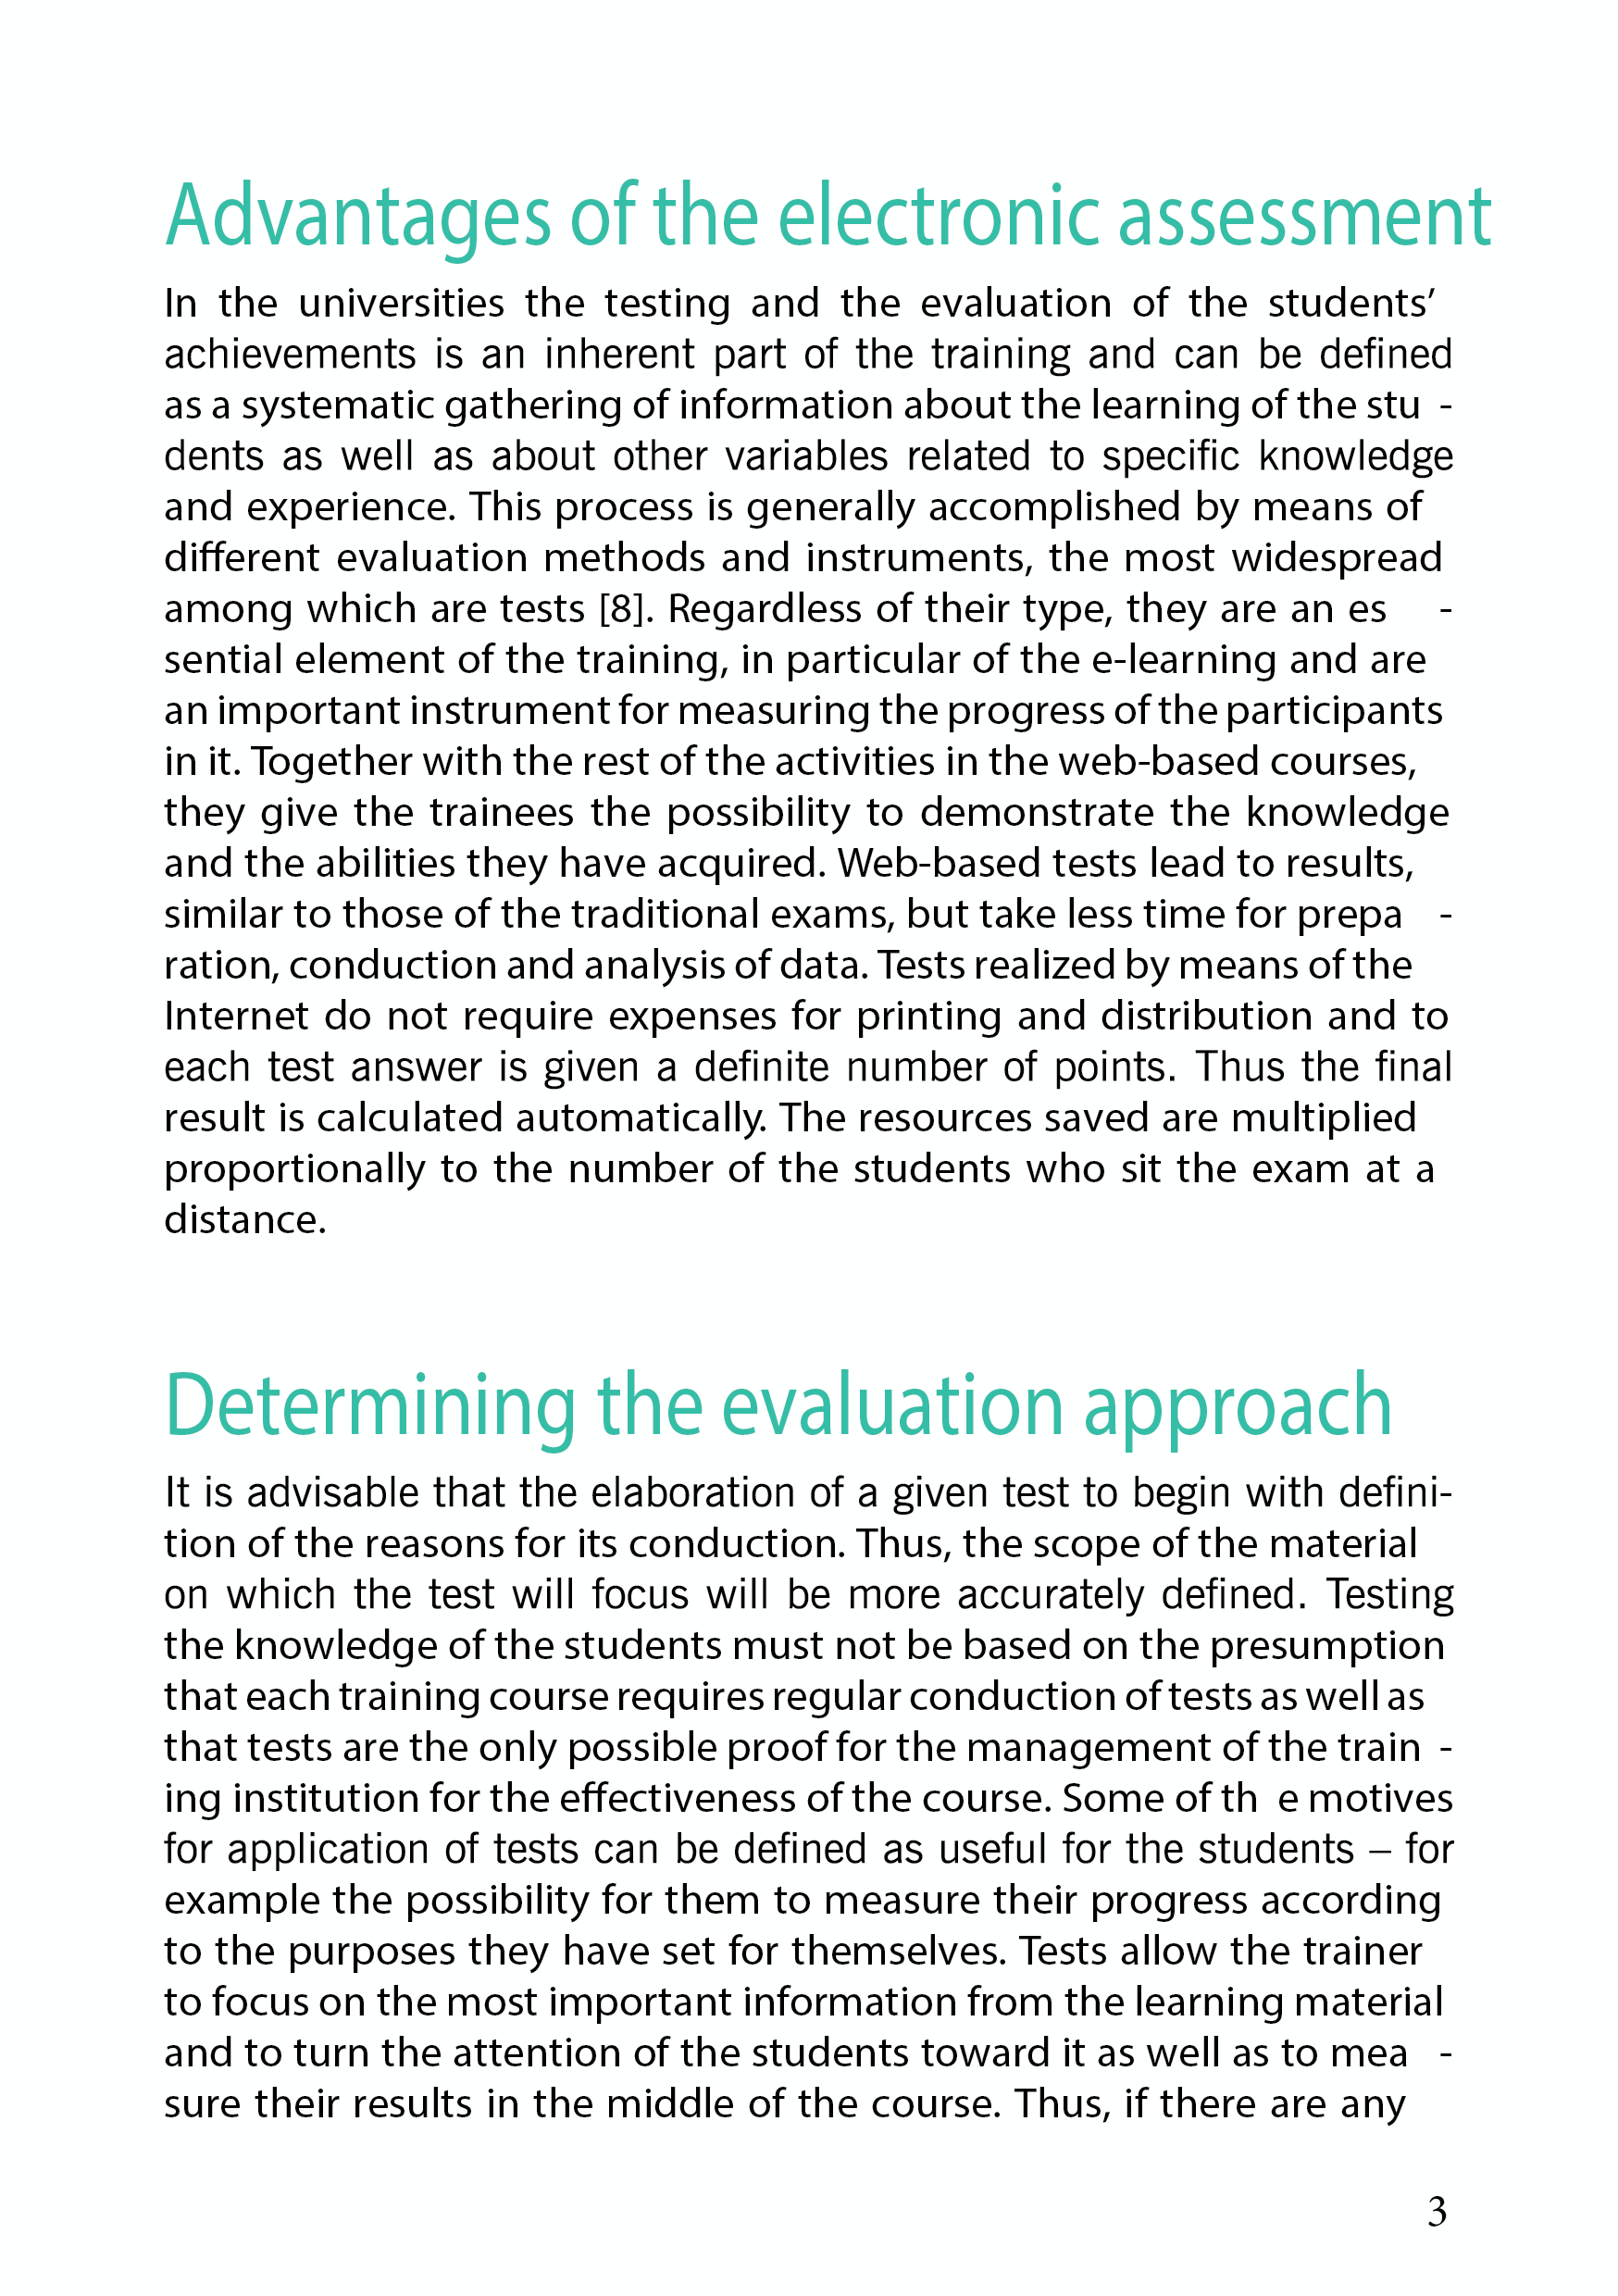 Advantages of the electronic assessment
In the universities the testing and the evaluation of the students’
achievements is an inherent part of the training and can be defined
as a systematic gathering of information about the learning of the stu -
dents as well as about other variables related to specific knowledge
and experience. This process is generally accomplished by means of
different evaluation methods and instruments, the most widespread
among which are tests [8]. Regardless of their type, they are an es -
sential element of the training, in particular of the e-learning and are
an important instrument for measuring the progress of the participants
in it. Together with the rest of the activities in the web-based courses,
they give the trainees the possibility to demonstrate the knowledge
and the abilities they have acquired. Web-based tests lead to results,
similar to those of the traditional exams, but take less time for prepa -
ration, conduction and analysis of data. Tests realized by means of the
Internet do not require expenses for printing and distribution and to
each test answer is given a definite number of points. Thus the final
result is calculated automatically. The resources saved are multiplied
proportionally to the number of the students who sit the exam at a
distance.
Determining the evaluation approach
It is advisable that the elaboration of a given test to begin with defini-
tion of the reasons for its conduction. Thus, the scope of the material
on which the test will focus will be more accurately defined. Testing
the knowledge of the students must not be based on the presumption
that each training course requires regular conduction of tests as well as
that tests are the only possible proof for the management of the train -
ing institution for the effectiveness of the course. Some of th e motives
for application of tests can be defined as useful for the students – for
example the possibility for them to measure their progress according
to the purposes they have set for themselves. Tests allow the trainer
to focus on the most important information from the learning material
and to turn the attention of the students toward it as well as to mea -
sure their results in the middle of the course. Thus, if there are any
3